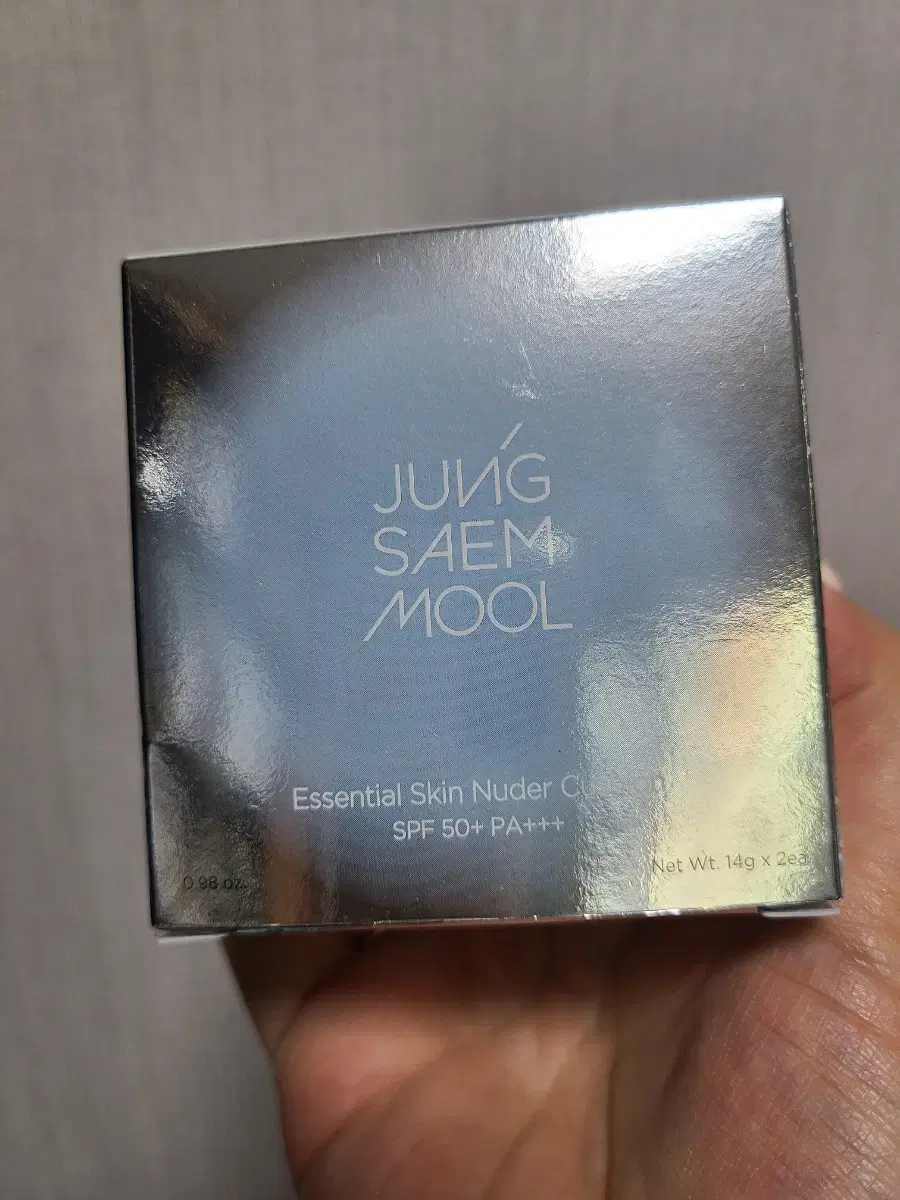 JUNG
SAEM
MOOL
Essential Skin Nuder
SPF 50+ PA+++
Net Wt. 14g x 2ea
0.98 oz.